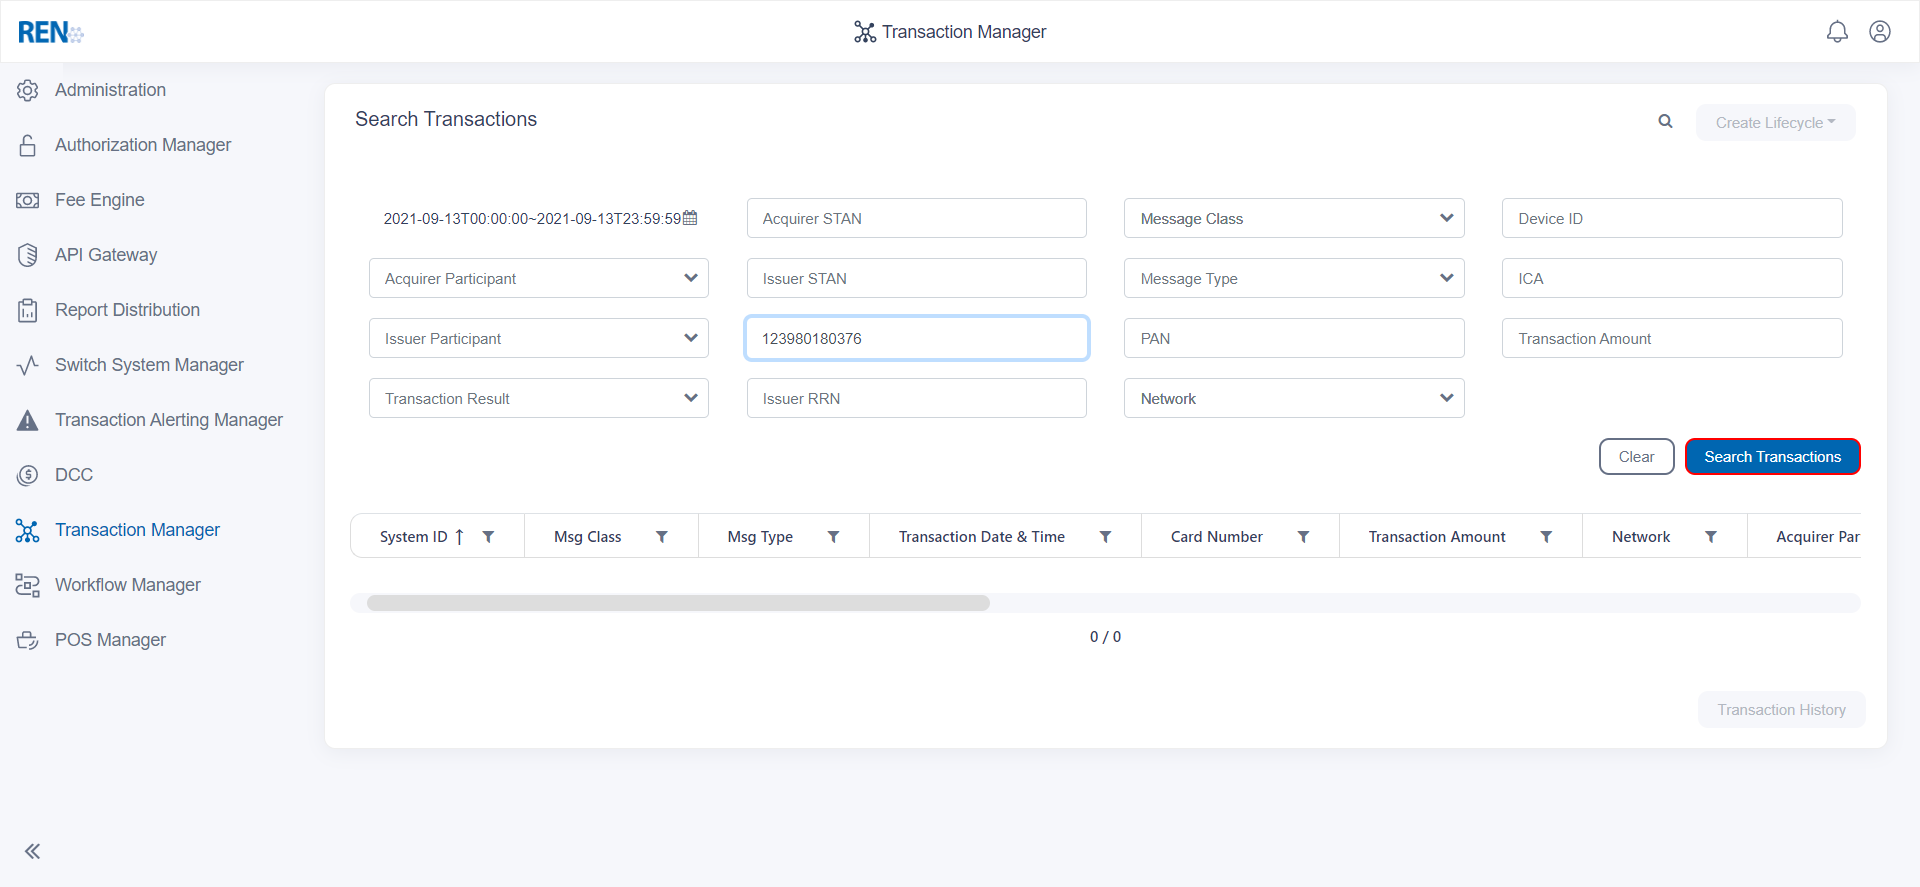 REN
Transaction Manager
Administration
Authorization Manager
Fee Engine
API Gateway
Report Distribution
Switch System Manager
Transaction Alerting Manager
DCC
Transaction Manager
Workflow Manager
POS Manager
Search Transactions
Create Lifecycle
2021-09-13T00:00:00~2021-09-13T23:59:59
Acquirer STAN
Message Class
Device ID
Acquirer Participant
Issuer STAN
Message Type
ICA
Issuer Participant
123980180376
PAN
Transaction Amount
Transaction Result
Issuer RRN
Network
Clear
Search Transactions
System ID
Msg Class
Msg Type
Transaction Date & Time
Card Number
Transaction Amount
Network
Acquirer Par
0 / 0
Transaction History